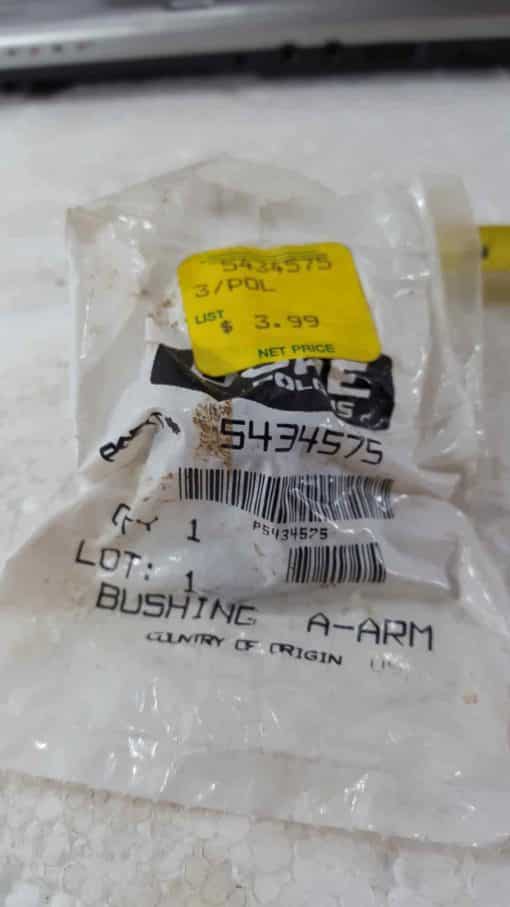 5434575
3/POL
LIST $ 3.99
NET PRICE
5434575
QTY 1
P5434575
LOT: 1
BUSHING A-ARM
COUNTRY OF ORIGIN